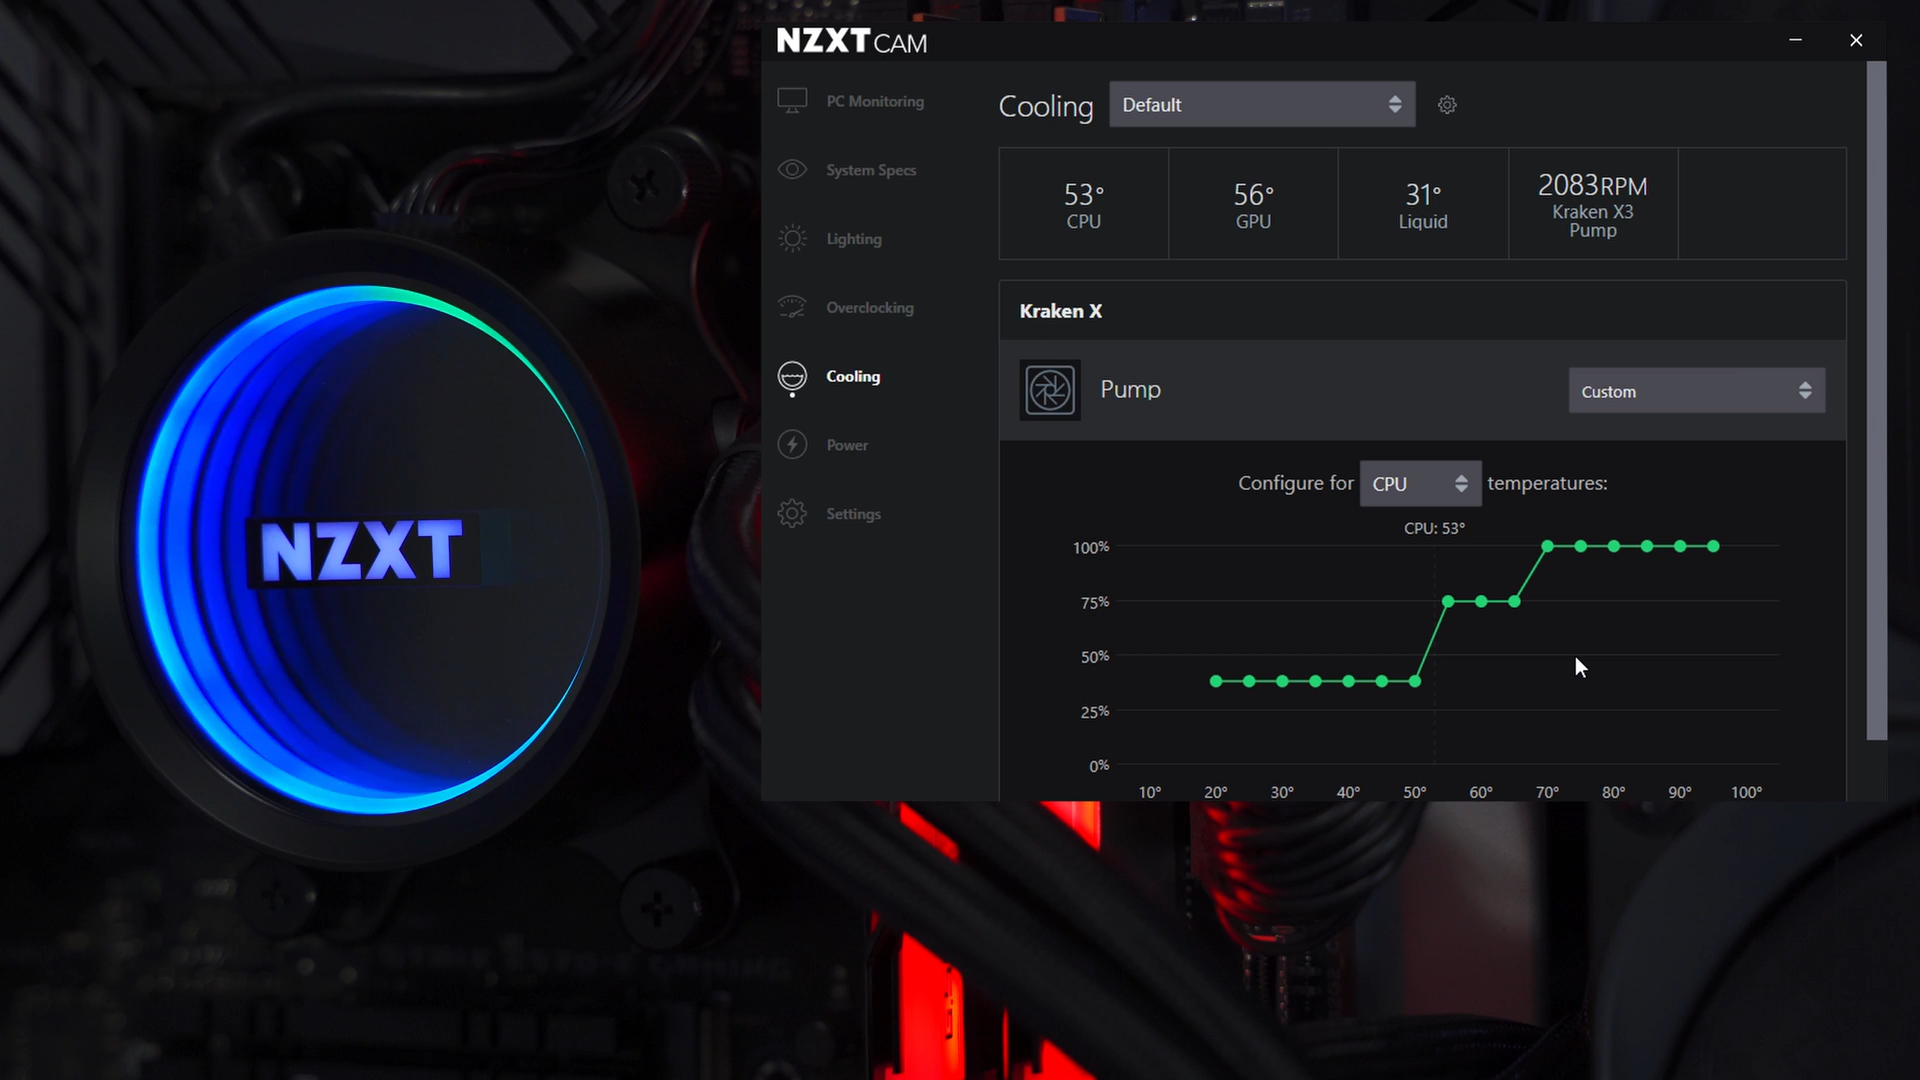 NZXT CAM
PC Monitoring
System Specs
Lighting
Overclocking
Cooling
Power
Settings
Cooling
Default
53°
CPU
56°
GPU
31°
Liquid
2083RPM
Kraken X3
Pump
Kraken X
Pump
Custom
Configure for CPU temperatures:
CPU: 53°
100%
75%
50%
25%
0%
10° 20° 30° 40° 50° 60° 70° 80° 90° 100°
NZXT